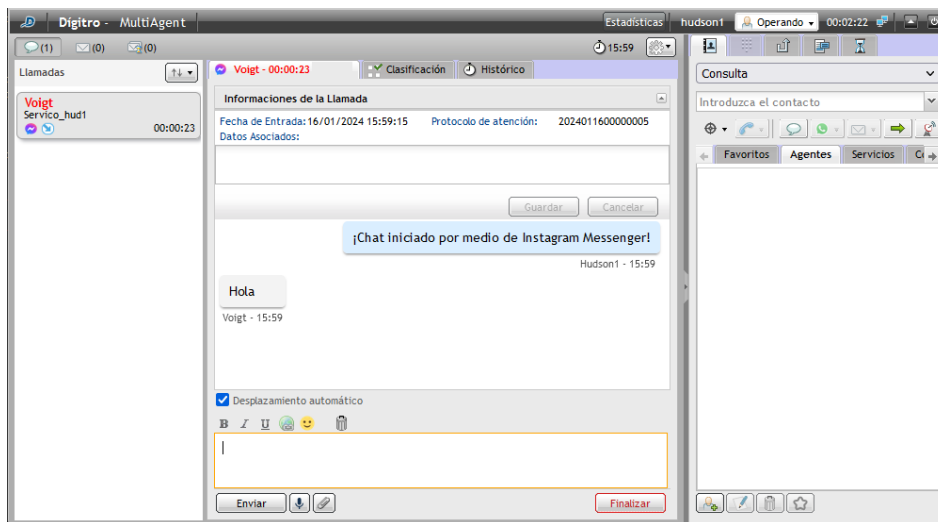 Dígitro - MultiAgent
Estadísticas
hudson1
Operando
00:02:22
(1)
(0)
(0)
15:59
Llamadas
Voigt
Servico_hud1
00:00:23
Voigt - 00:00:23
Clasificación
Histórico
Informaciones de la Llamada
Fecha de Entrada: 16/01/2024 15:59:15 Protocolo de atención: 2024011600000005
Datos Asociados:
Guardar
Cancelar
¡Chat iniciado por medio de Instagram Messenger!
Hudson1 - 15:59
Hola
Voigt - 15:59
Desplazamiento automático
B I U
Enviar
Finalizar
Consulta
Introduzca el contacto
Favoritos
Agentes
Servicios